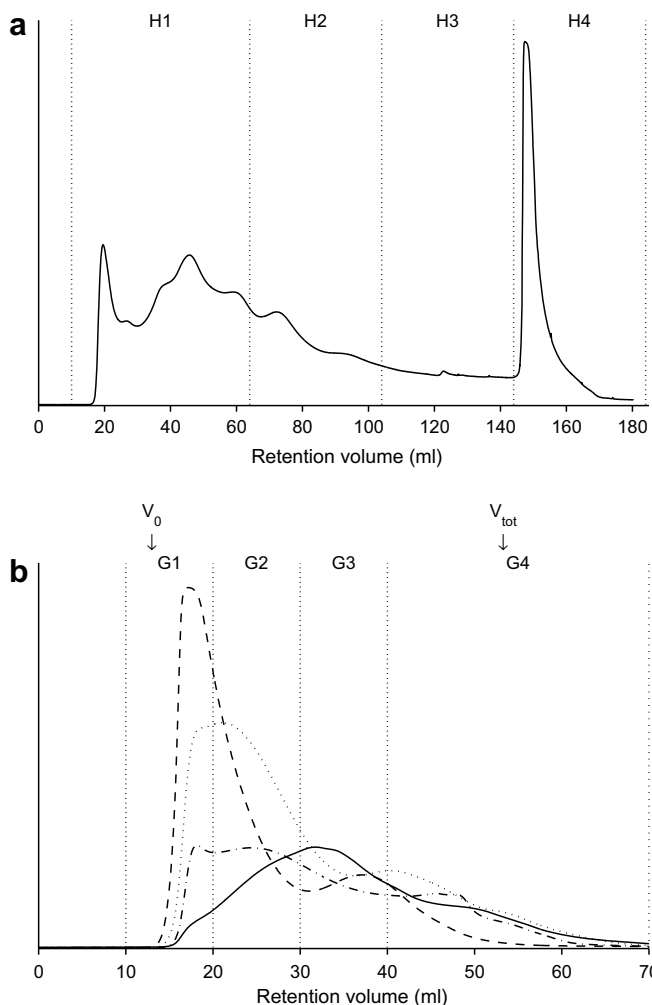 a
H1 H2 H3 H4
0 20 40 60 80 100 120 140 160 180
Retention volume (ml)
V0 Vtot
↓ ↓
b
G1 G2 G3 G4
0 10 20 30 40 50 60 70
Retention volume (ml)